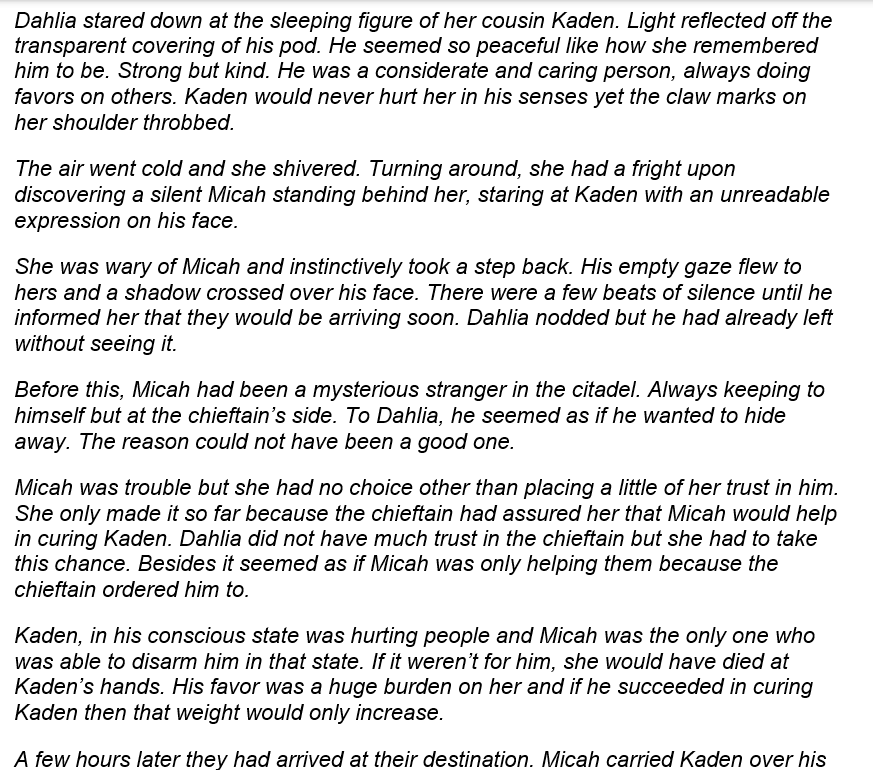 Dahlia stared down at the sleeping figure of her cousin Kaden. Light reflected off the
transparent covering of his pod. He seemed so peaceful like how she remembered
him to be. Strong but kind. He was a considerate and caring person, always doing
favors on others. Kaden would never hurt her in his senses yet the claw marks on
her shoulder throbbed.
The air went cold and she shivered. Turning around, she had a fright upon
discovering a silent Micah standing behind her, staring at Kaden with an unreadable
expression on his face.
She was wary of Micah and instinctively took a step back. His empty gaze flew to
hers and a shadow crossed over his face. There were a few beats of silence until he
informed her that they would be arriving soon. Dahlia nodded but he had already left
without seeing it.
Before this, Micah had been a mysterious stranger in the citadel. Always keeping to
himself but at the chieftain’s side. To Dahlia, he seemed as if he wanted to hide
away. The reason could not have been a good one.
Micah was trouble but she had no choice other than placing a little of her trust in him.
She only made it so far because the chieftain had assured her that Micah would help
in curing Kaden. Dahlia did not have much trust in the chieftain but she had to take
this chance. Besides it seemed as if Micah was only helping them because the
chieftain ordered him to.
Kaden, in his conscious state was hurting people and Micah was the only one who
was able to disarm him in that state. If it weren’t for him, she would have died at
Kaden’s hands. His favor was a huge burden on her and if he succeeded in curing
Kaden then that weight would only increase.
A few hours later they had arrived at their destination. Micah carried Kaden over his